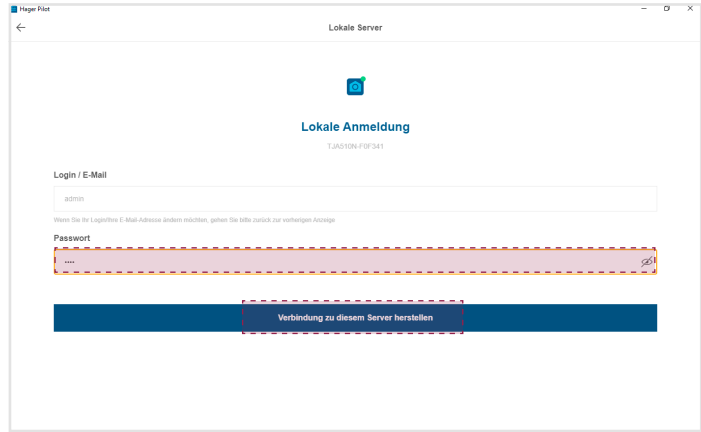 Hager Pilot
Lokale Server
Lokale Anmeldung
TJA510N-F0F341
Login / E-Mail
admin
Wenn Sie Ihr Login/Ihre E-Mail-Adresse ändern möchten, gehen Sie bitte zurück zur vorherigen Anzeige
Passwort
••••
Verbindung zu diesem Server herstellen